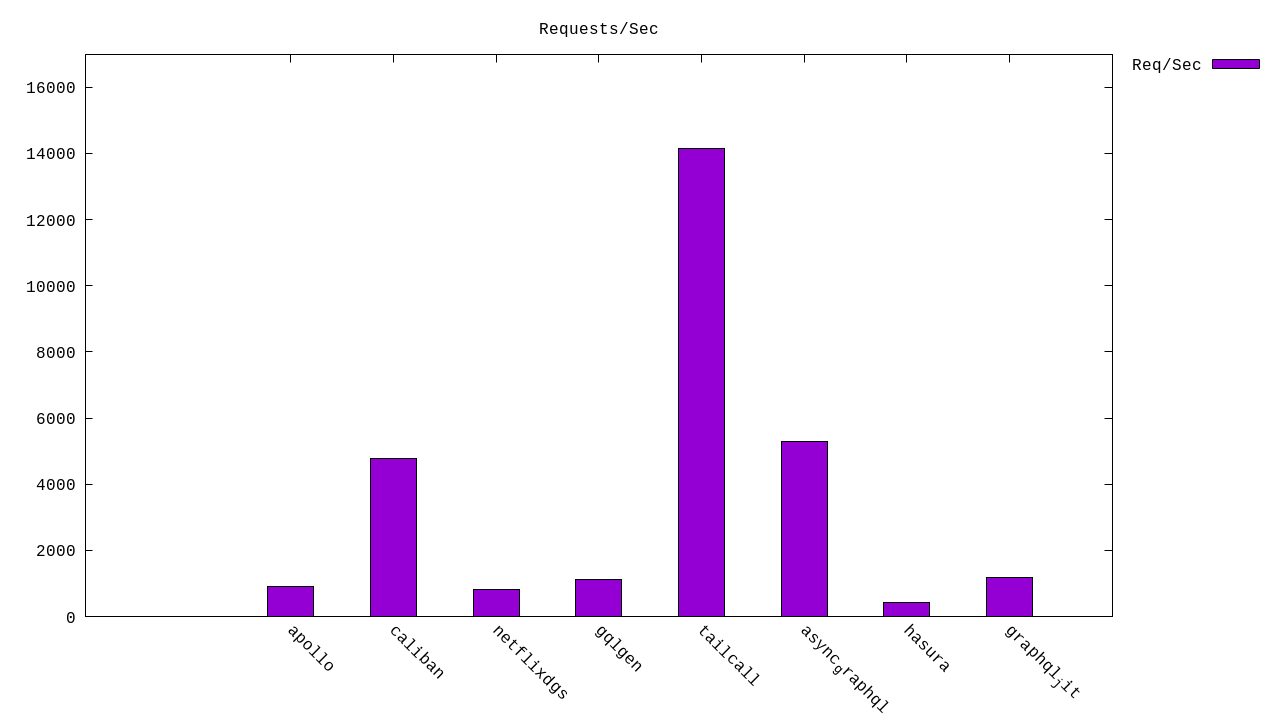 Requests/Sec
Req/Sec
16000
14000
12000
10000
8000
6000
4000
2000
0
apollo
caliban
netflixdgs
gqlgen
tailcall
async_graphql
hasura
graphql_jit